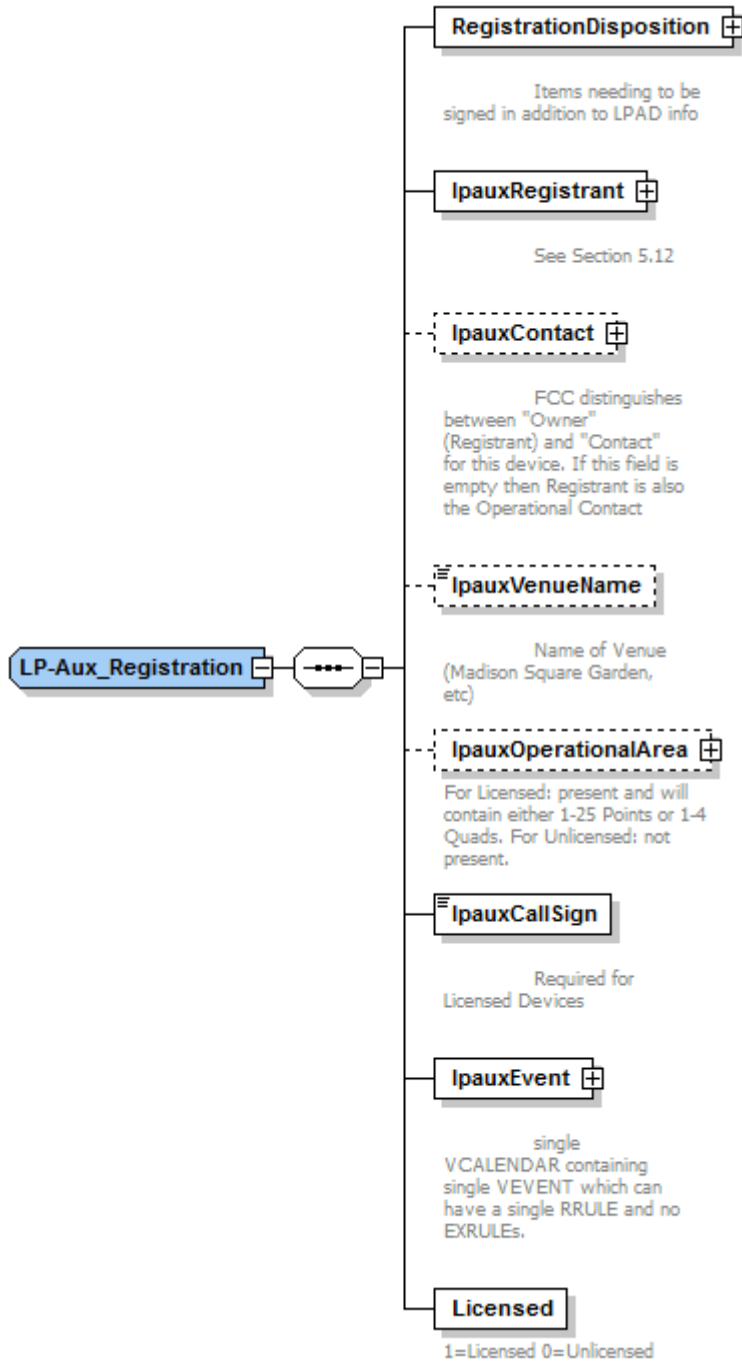 RegistrationDisposition
Items needing to be
signed in addition to LPAD info
lpauxRegistrant
See Section 5.12
lpauxContact
FCC distinguishes
between "Owner"
(Registrant) and "Contact"
for this device. If this field is
empty then Registrant is also
the Operational Contact
lpauxVenueName
Name of Venue
(Madison Square Garden,
etc)
LP-Aux_Registration
lpauxOperationalArea
For Licensed: present and will
contain either 1-25 Points or 1-4
Quads. For Unlicensed: not
present.
lpauxCallSign
Required for
Licensed Devices
lpauxEvent
single
VCALENDAR containing
single VEVENT which can
have a single RRULE and no
EXRULEs.
Licensed
1=Licensed 0=Unlicensed